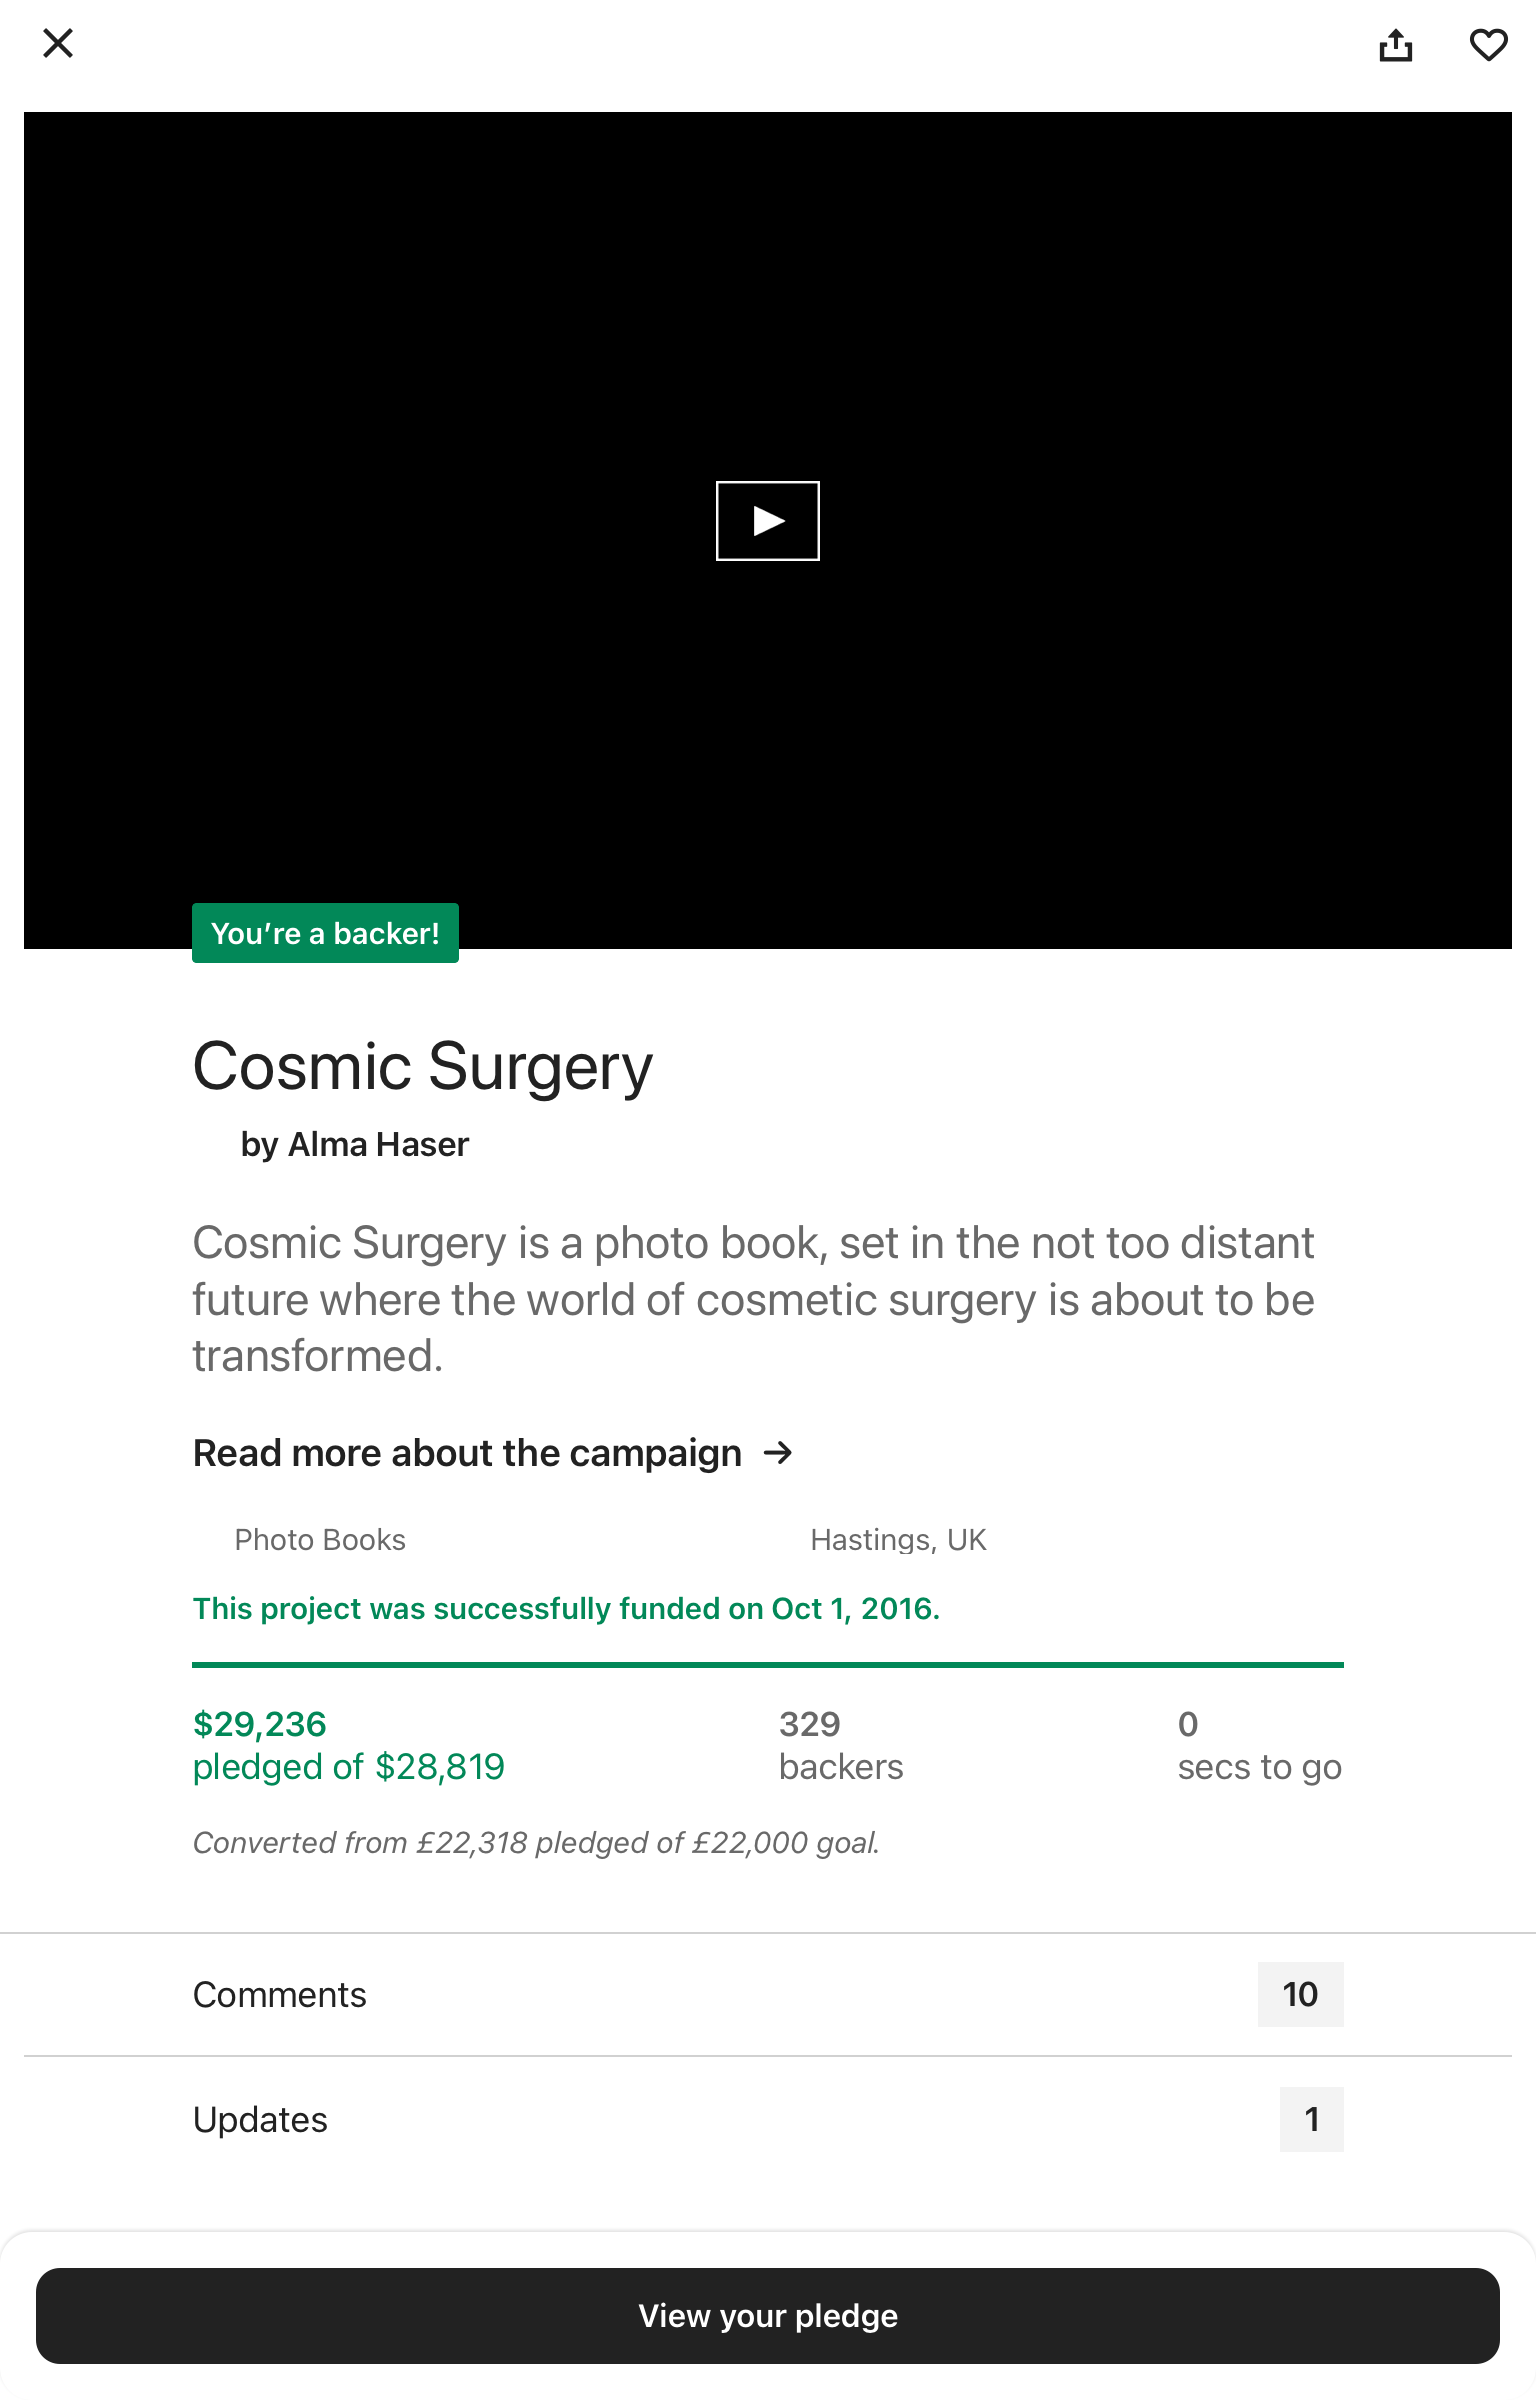 You're a backer!
Cosmic Surgery
by Alma Haser
Cosmic Surgery is a photo book, set in the not too distant
future where the world of cosmetic surgery is about to be
transformed.
Read more about the campaign →
Photo Books
Hastings, UK
This project was successfully funded on Oct 1, 2016.
$29,236
pledged of $28,819
329
backers
0
secs to go
Converted from £22,318 pledged of £22,000 goal.
Comments
10
Updates
1
View your pledge